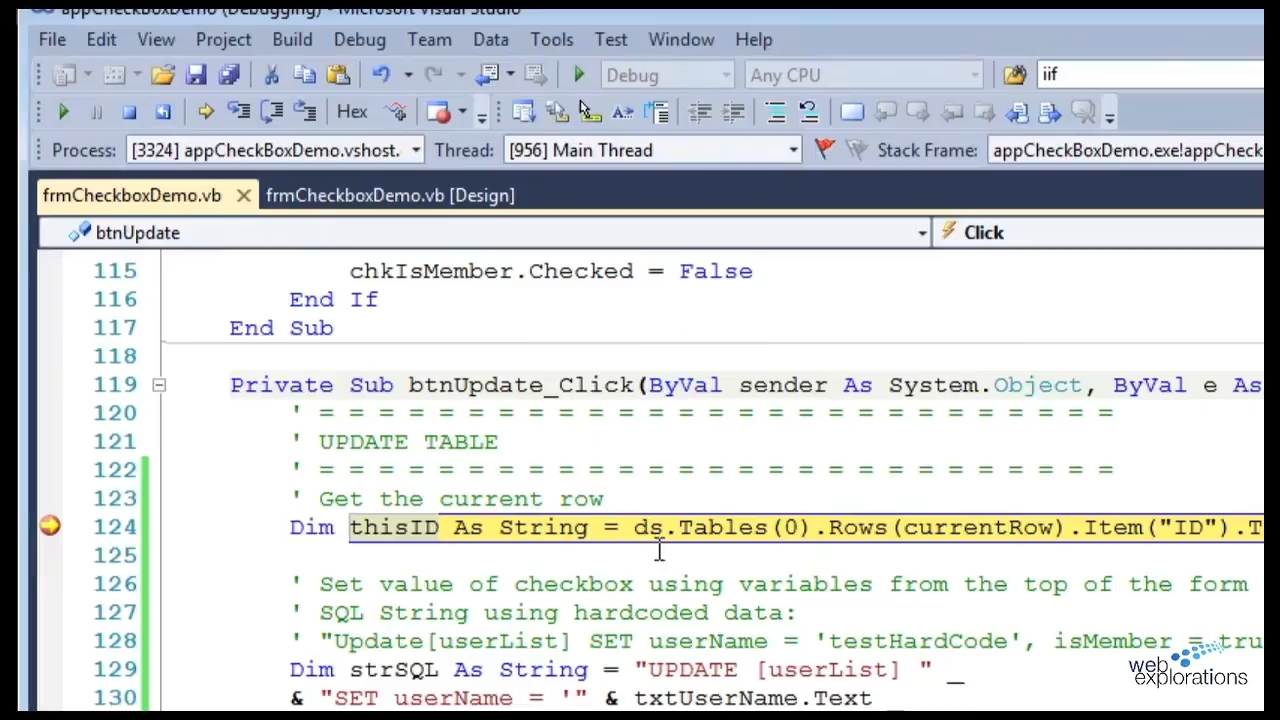 appCheckBoxDemo (Debugging) - Microsoft Visual Studio
File Edit View Project Build Debug Team Data Tools Test Window Help
Debug Any CPU iif
Hex
Process: [3324] appCheckBoxDemo.vshost. Thread: [956] Main Thread Stack Frame: appCheckBoxDemo.exe!appCheck
frmCheckboxDemo.vb frmCheckboxDemo.vb [Design]
btnUpdate Click
115 chkIsMember.Checked = False
116 End If
117 End Sub
118
119 Private Sub btnUpdate_Click(ByVal sender As System.Object, ByVal e As
120 ' = = = = = = = = = = = = = = = = = = = = = = = = = = =
121 ' UPDATE TABLE
122 ' = = = = = = = = = = = = = = = = = = = = = = = = = = =
123 ' Get the current row
124 Dim thisID As String = ds.Tables(0).Rows(currentRow).Item("ID").T
125
126 ' Set value of checkbox using variables from the top of the form
127 ' SQL String using hardcoded data:
128 ' "Update[userList] SET userName = 'testHardCode', isMember = tru
129 Dim strSQL As String = "UPDATE [userList] " _
130 & "SET userName = '" & txtUserName.Text
web explorations